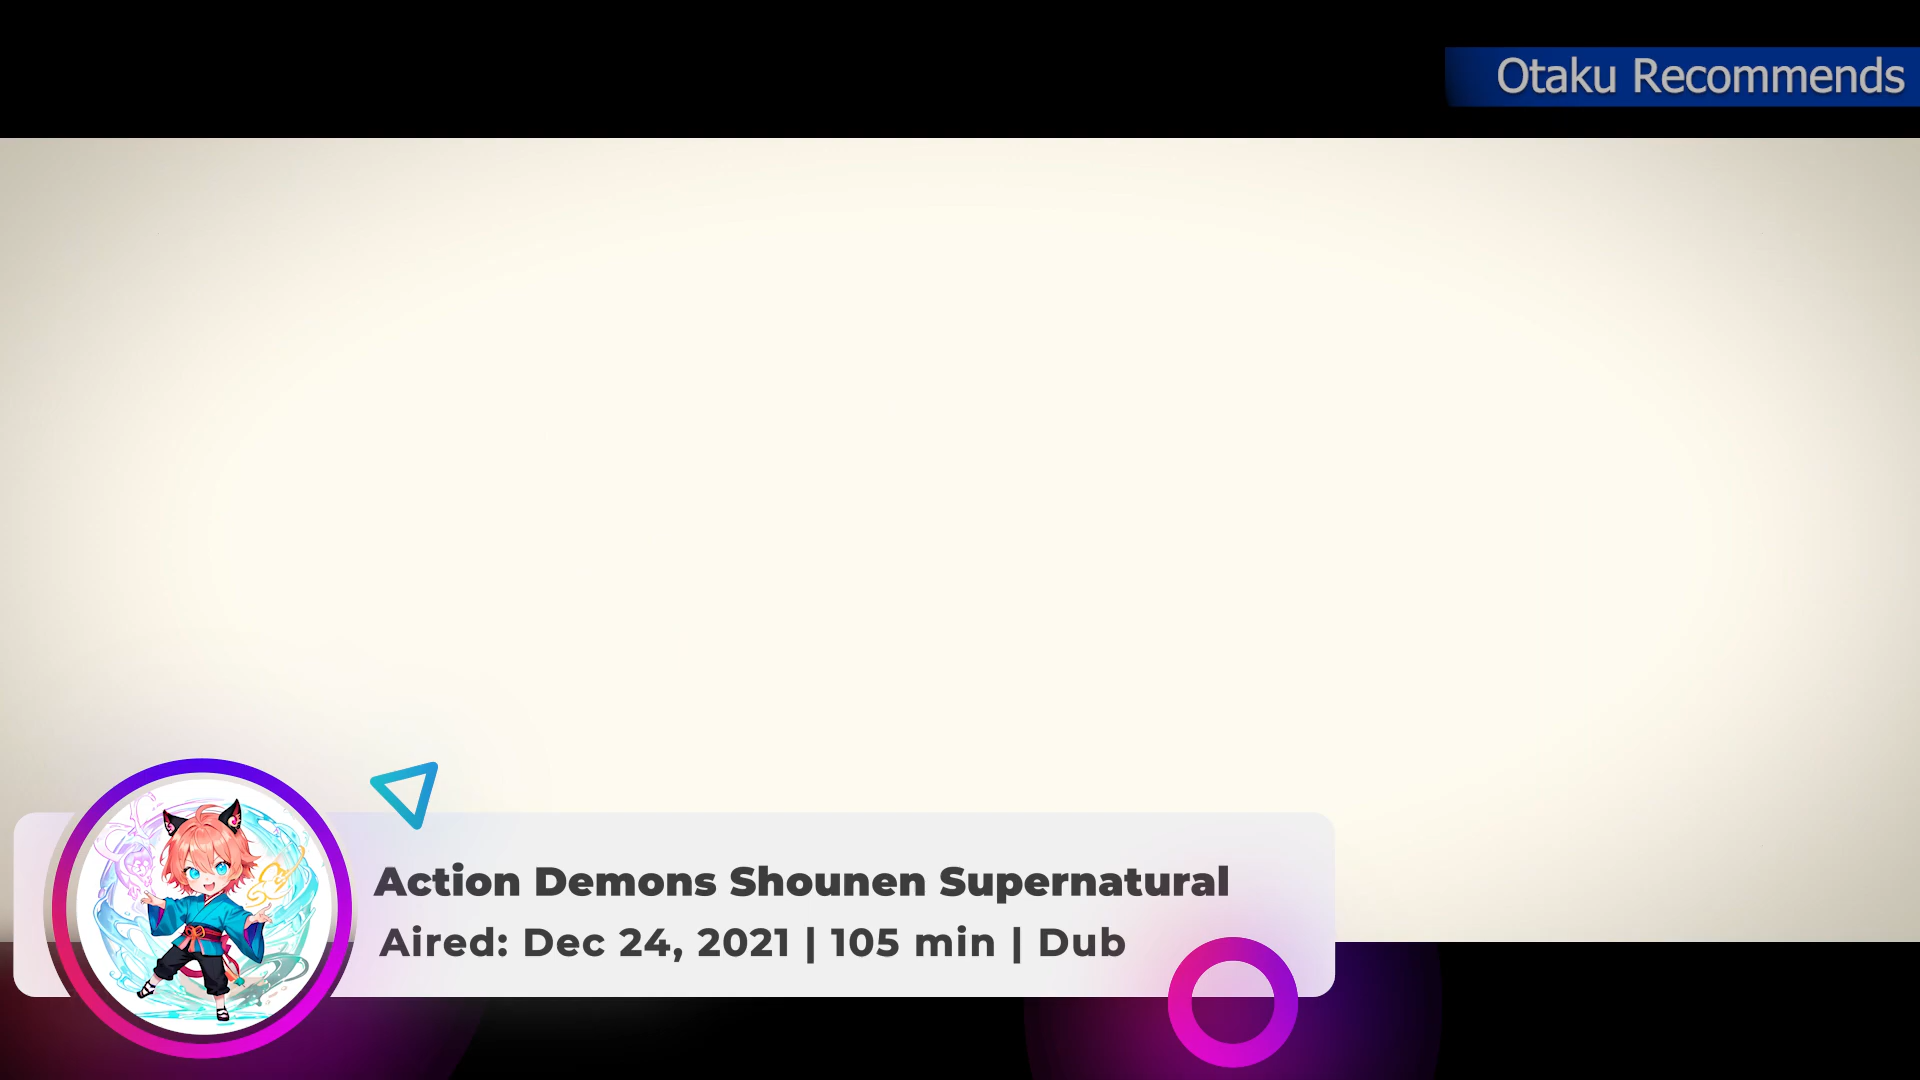 Otaku Recommends
Action Demons Shounen Supernatural
Aired: Dec 24, 2021 | 105 min | Dub